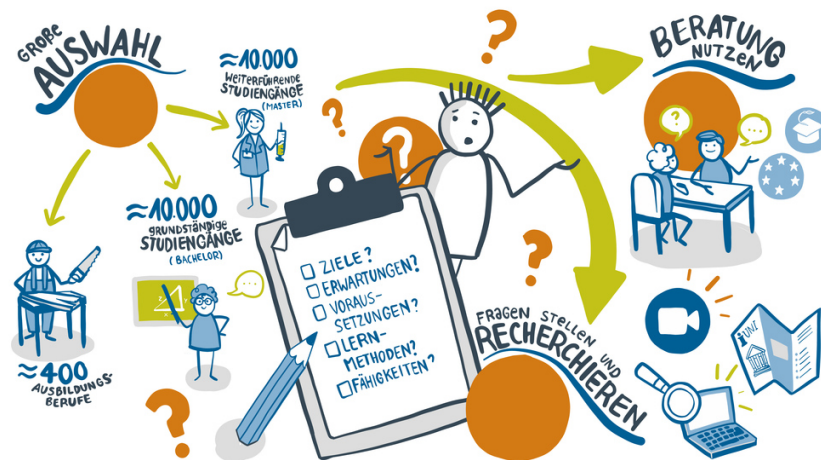 GROßE
AUSWAHL
≈10.000
WEITERFÜHRENDE
STUDIENGÄNGE
(MASTER)
≈10.000
GRUNDSTÄNDIGE
STUDIENGÄNGE
(BACHELOR)
≈400
AUSBILDUNGS
BERUFE
?
?
?
?
?
☐ ZIELE?
☐ ERWARTUNGEN?
☐ VORAUS-
SETZUNGEN?
☐ LERN-
METHODEN?
☐ FÄHIGKEITEN?
FRAGEN STELLEN UND
RECHERCHIEREN
BERATUNG
NUTZEN
?
...
...
UNI